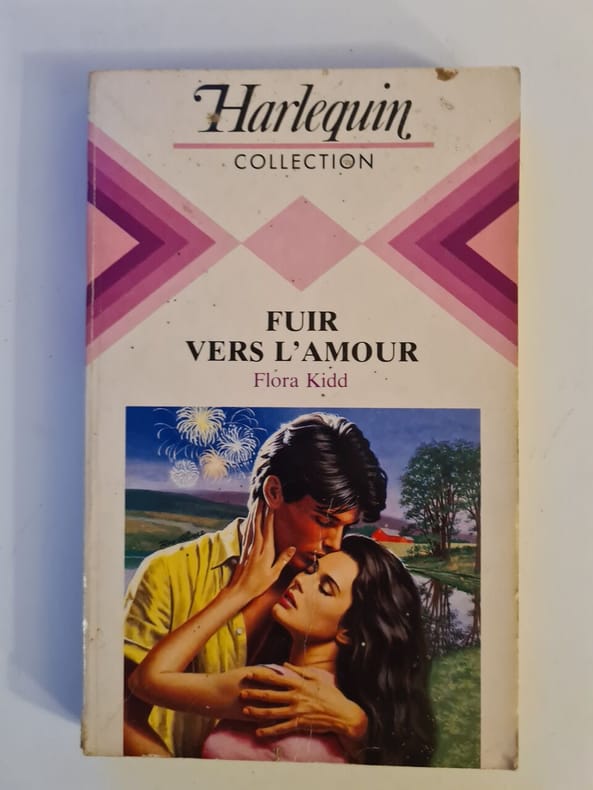 Harlequin
COLLECTION
FUIR
VERS L'AMOUR
Flora Kidd